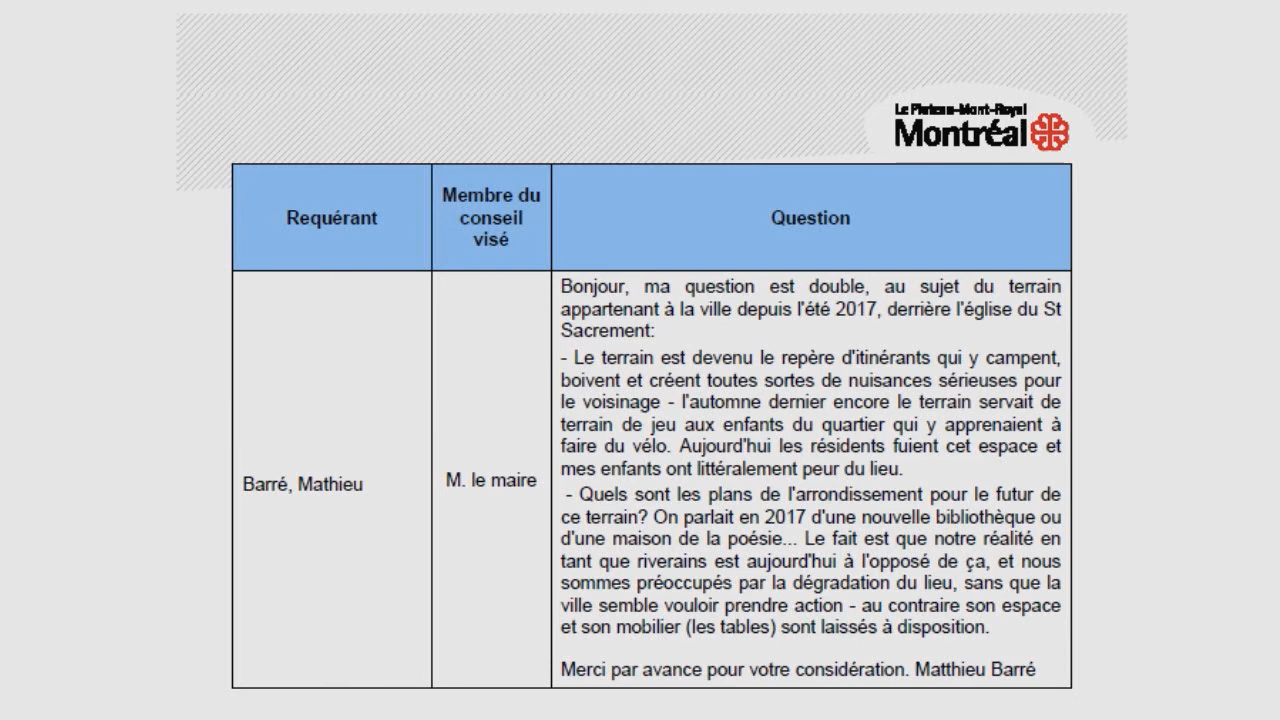 Le Plateau-Mont-Royal
Montréal
Requérant
Membre du
conseil
visé
Question
Barré, Mathieu
M. le maire
Bonjour, ma question est double, au sujet du terrain
appartenant à la ville depuis l'été 2017, derrière l'église du St
Sacrement:
- Le terrain est devenu le repère d'itinérants qui y campent,
boivent et créent toutes sortes de nuisances sérieuses pour
le voisinage - l'automne dernier encore le terrain servait de
terrain de jeu aux enfants du quartier qui y apprenaient à
faire du vélo. Aujourd'hui les résidents fuient cet espace et
mes enfants ont littéralement peur du lieu.
- Quels sont les plans de l'arrondissement pour le futur de
ce terrain? On parlait en 2017 d'une nouvelle bibliothèque ou
d'une maison de la poésie... Le fait est que notre réalité en
tant que riverains est aujourd'hui à l'opposé de ça, et nous
sommes préoccupés par la dégradation du lieu, sans que la
ville semble vouloir prendre action - au contraire son espace
et son mobilier (les tables) sont laissés à disposition.
Merci par avance pour votre considération. Matthieu Barré